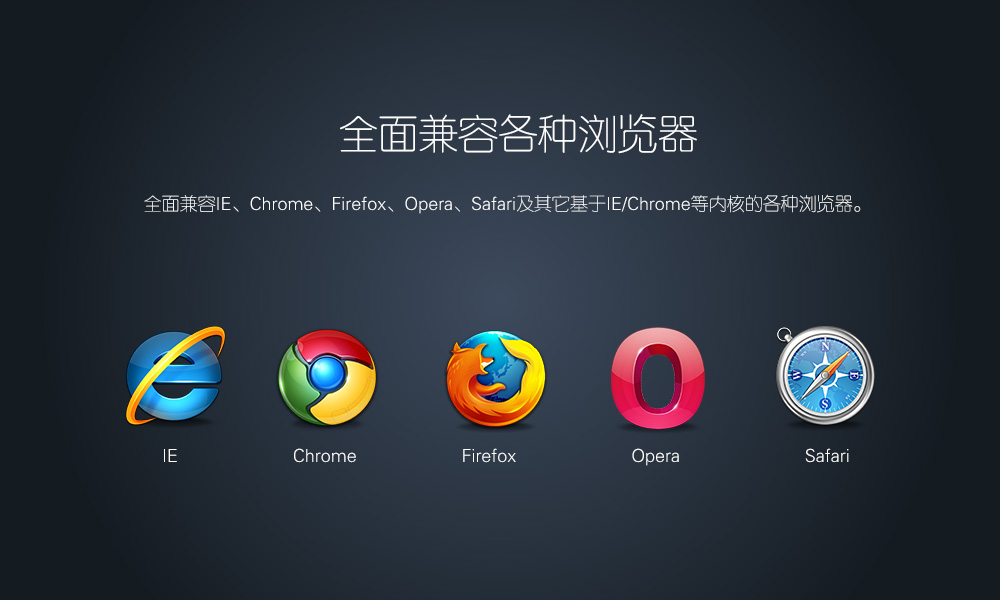 全面兼容各种浏览器
全面兼容IE、Chrome、Firefox、Opera、Safari及其它基于IE/Chrome等内核的各种浏览器。
N
W E
S
IE Chrome Firefox Opera Safari